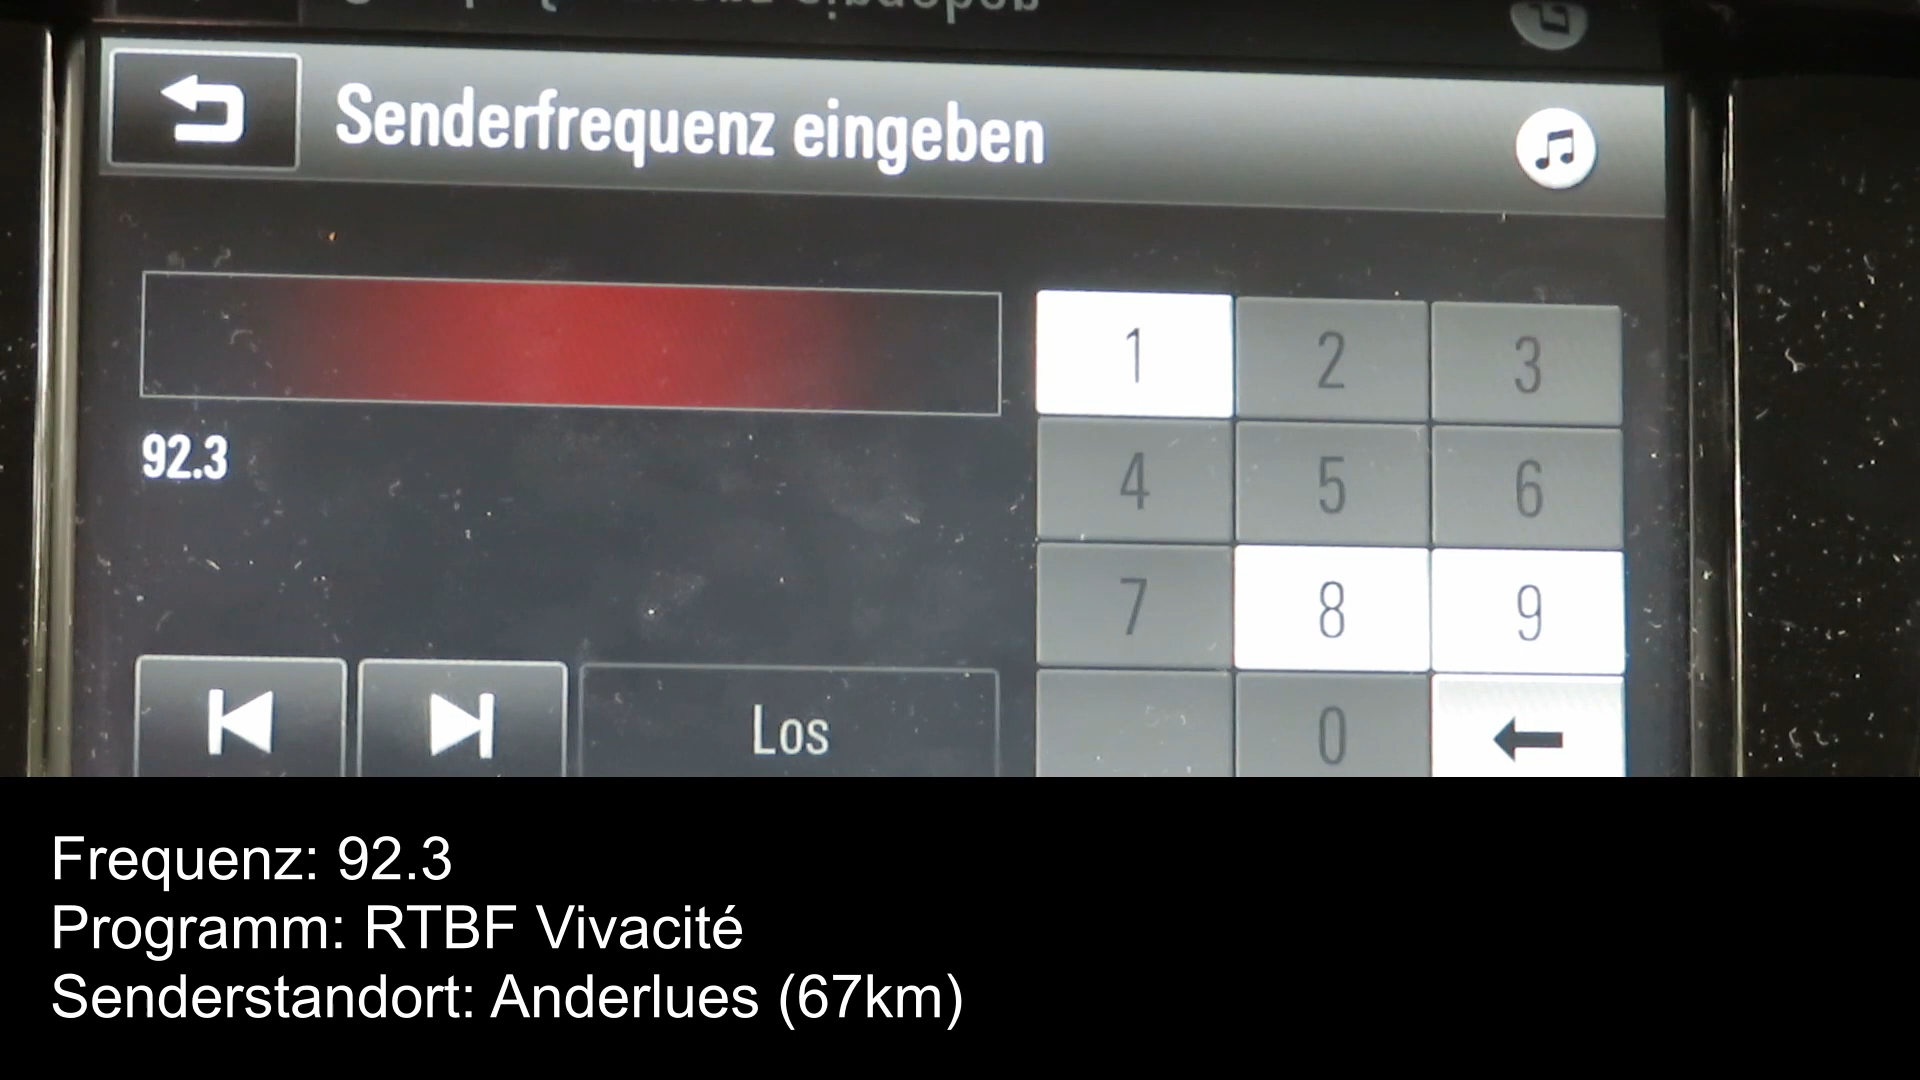 Senderfrequenz eingeben
1 2 3
92.3
4 5 6
7 8 9
Los
0
Frequenz: 92.3
Programm: RTBF Vivacité
Senderstandort: Anderlues (67km)